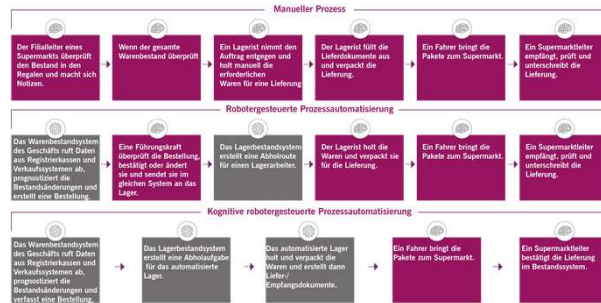 Manueller Prozess
Der Filialleiter eines
Supermarkts überprüft
den Bestand in den
Regalen und macht sich
Notizen.
Wenn der gesamte
Warenbestand überprüft
Ein Lagerist nimmt den
Auftrag entgegen und
holt manuell die
erforderlichen
Waren für eine Lieferung
Der Lagerist füllt die
Lieferdokumente aus
und verpackt die
Lieferung.
Ein Fahrer bringt die
Pakete zum Supermarkt.
Ein Supermarktleiter
empfängt, prüft und
unterschreibt die
Lieferung.
Robotergesteuerte Prozessautomatisierung
Das Warenbestandsystem
des Geschäfts ruft Daten
aus Registrierkassen und
Verkaufssystemen ab,
prognostiziert die
Bestandsänderungen und
erstellt eine Bestellung.
Eine Führungskraft
überprüft die Bestellung,
bestätigt oder ändert
sie und sendet sie im
gleichen System an das
Lager.
Das Lagerbestandsystem
erstellt eine Abholroute
für einen Lagerarbeiter.
Der Lagerist holt die
Waren und verpackt sie
für die Lieferung.
Ein Fahrer bringt die
Pakete zum Supermarkt.
Ein Supermarktleiter
empfängt, prüft und
unterschreibt die
Lieferung.
Kognitive robotergesteuerte Prozessautomatisierung
Das Warenbestandsystem
des Geschäfts ruft Daten
aus Registrierkassen und
Verkaufssystemen ab,
prognostiziert die
Bestandsänderungen und
verfasst eine Bestellung.
Das Lagerbestandsystem
erstellt eine Abholaufgabe
für das automatisierte
Lager.
Das automatisierte Lager
holt und verpackt die
Waren und erstellt dann
Liefer-/
Empfangsdokumente.
Ein Fahrer bringt die
Pakete zum Supermarkt.
Ein Supermarktleiter
bestätigt die Lieferung
im Bestandssystem.